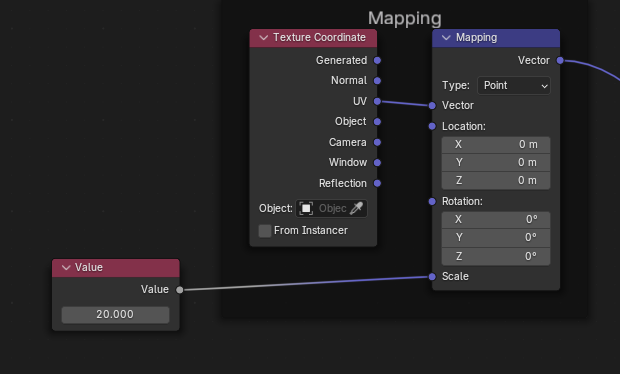 Mapping
Texture Coordinate
Generated
Normal
UV
Object
Camera
Window
Reflection
Object: Objec
From Instancer
Mapping
Vector
Type: Point
Vector
Location:
X 0 m
Y 0 m
Z 0 m
Rotation:
X 0°
Y 0°
Z 0°
Scale
Value
Value
20.000